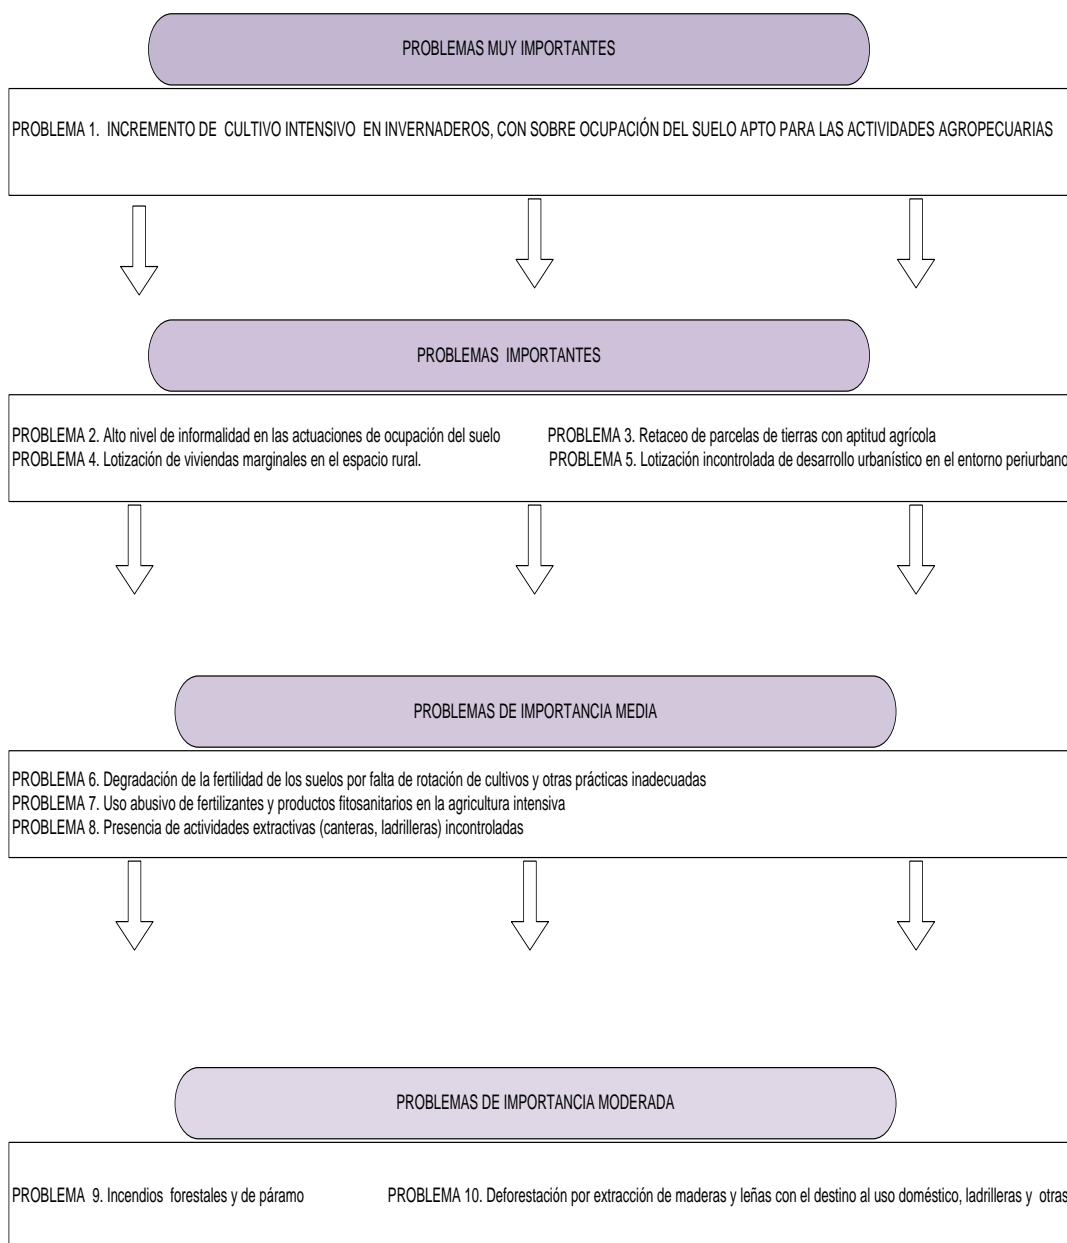 PROBLEMAS MUY IMPORTANTES
PROBLEMA 1. INCREMENTO DE CULTIVO INTENSIVO EN INVERNADEROS, CON SOBRE OCUPACIÓN DEL SUELO APTO PARA LAS ACTIVIDADES AGROPECUARIAS
PROBLEMAS IMPORTANTES
PROBLEMA 2. Alto nivel de informalidad en las actuaciones de ocupación del suelo PROBLEMA 3. Retaceo de parcelas de tierras con aptitud agrícola
PROBLEMA 4. Lotización de viviendas marginales en el espacio rural. PROBLEMA 5. Lotización incontrolada de desarrollo urbanístico en el entorno periurbano
PROBLEMAS DE IMPORTANCIA MEDIA
PROBLEMA 6. Degradación de la fertilidad de los suelos por falta de rotación de cultivos y otras prácticas inadecuadas
PROBLEMA 7. Uso abusivo de fertilizantes y productos fitosanitarios en la agricultura intensiva
PROBLEMA 8. Presencia de actividades extractivas (canteras, ladrilleras) incontroladas
PROBLEMAS DE IMPORTANCIA MODERADA
PROBLEMA 9. Incendios forestales y de páramo PROBLEMA 10. Deforestación por extracción de maderas y leñas con el destino al uso doméstico, ladrilleras y otras